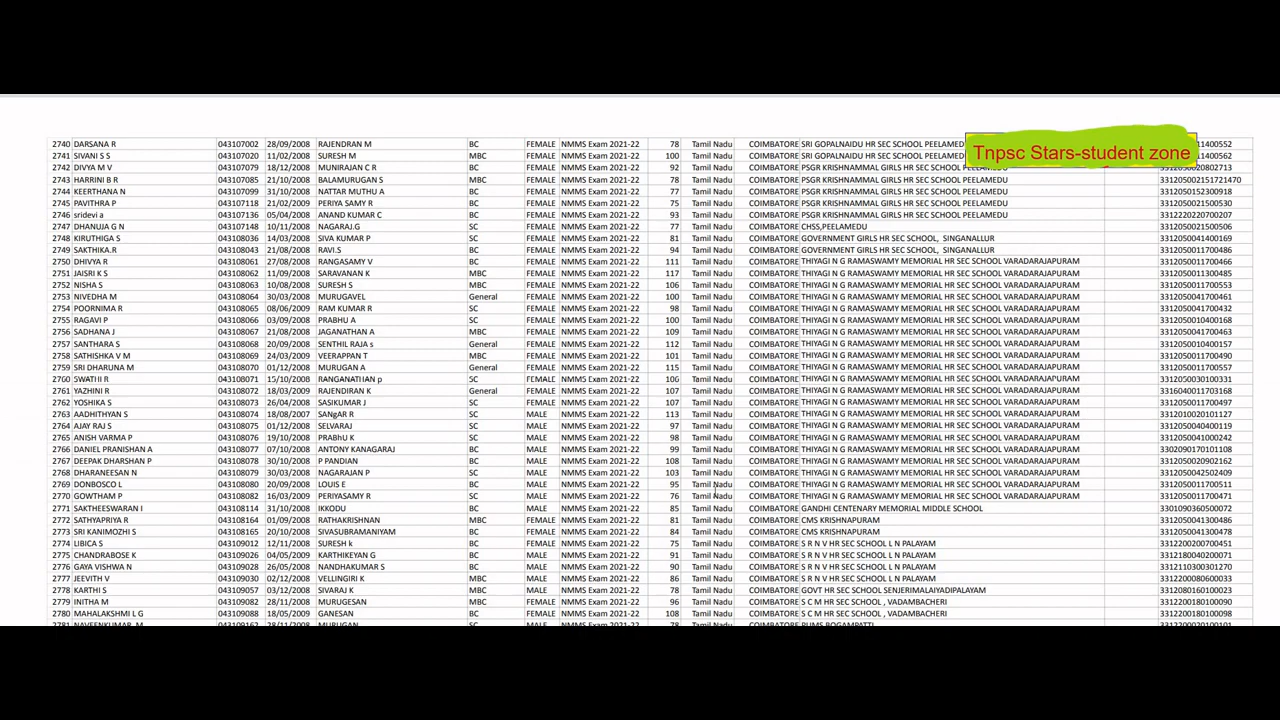 Tnpsc Stars-student zone
2740 DARSANA R 043107002 28/09/2008 RAJENDRAN M BC FEMALE NMMS Exam 2021-22 78 Tamil Nadu COIMBATORE SRI GOPALNAIDU HR SEC SCHOOL PEELAMED 11400552
2741 SIVANI S S 043107020 11/02/2008 SURESH M MBC FEMALE NMMS Exam 2021-22 100 Tamil Nadu COIMBATORE SRI GOPALNAIDU HR SEC SCHOOL PEELAMED 11400562
2742 DIVYA M V 043107079 18/12/2008 MUNIRAJAN C R BC FEMALE NMMS Exam 2021-22 92 Tamil Nadu COIMBATORE PSGR KRISHNAMMAL GIRLS HR SEC SCHOOL PEELAMEDU 33120500020802713
2743 HARRINI B R 043107085 21/10/2008 BALAMURUGAN S MBC FEMALE NMMS Exam 2021-22 78 Tamil Nadu COIMBATORE PSGR KRISHNAMMAL GIRLS HR SEC SCHOOL PEELAMEDU 3312050002151721470
2744 KEERTHANA N 043107099 31/10/2008 NATTAR MUTHU A BC FEMALE NMMS Exam 2021-22 77 Tamil Nadu COIMBATORE PSGR KRISHNAMMAL GIRLS HR SEC SCHOOL PEELAMEDU 3312050152300918
2745 PAVITHRA P 043107118 21/02/2009 PERIYA SAMY R BC FEMALE NMMS Exam 2021-22 75 Tamil Nadu COIMBATORE PSGR KRISHNAMMAL GIRLS HR SEC SCHOOL PEELAMEDU 33120500021500530
2746 sridevi a 043107136 05/04/2008 ANAND KUMAR C BC FEMALE NMMS Exam 2021-22 93 Tamil Nadu COIMBATORE PSGR KRISHNAMMAL GIRLS HR SEC SCHOOL PEELAMEDU 33122220220700207
2747 DHANUJA G N 043107148 10/11/2008 NAGARAJ.G SC FEMALE NMMS Exam 2021-22 77 Tamil Nadu COIMBATORE CHSS,PEELAMEDU 33120500021500506
2748 KIRUTHIGA S 043108036 14/03/2008 SIVA KUMAR P SC FEMALE NMMS Exam 2021-22 81 Tamil Nadu COIMBATORE GOVERNMENT GIRLS HR SEC SCHOOL, SINGANALLUR 33120500041400169
2749 SAKTHIKA.R 043108043 21/08/2009 RAVI.S BC FEMALE NMMS Exam 2021-22 94 Tamil Nadu COIMBATORE GOVERNMENT GIRLS HR SEC SCHOOL, SINGANALLUR 33120500011700486
2750 DHIVYA R 043108061 27/08/2008 RANGASAMY V BC FEMALE NMMS Exam 2021-22 111 Tamil Nadu COIMBATORE THIYAGI N G RAMASWAMY MEMORIAL HR SEC SCHOOL VARADARAJAPURAM 33120500011700466
2751 JAISRI K S 043108062 11/09/2008 SARAVANAN K MBC FEMALE NMMS Exam 2021-22 117 Tamil Nadu COIMBATORE THIYAGI N G RAMASWAMY MEMORIAL HR SEC SCHOOL VARADARAJAPURAM 33120500011300485
2752 NISHA S 043108063 10/08/2008 SURESH S MBC FEMALE NMMS Exam 2021-22 106 Tamil Nadu COIMBATORE THIYAGI N G RAMASWAMY MEMORIAL HR SEC SCHOOL VARADARAJAPURAM 33120500011700553
2753 NIVEDHA M 043108064 30/03/2008 MURUGAVEL General FEMALE NMMS Exam 2021-22 100 Tamil Nadu COIMBATORE THIYAGI N G RAMASWAMY MEMORIAL HR SEC SCHOOL VARADARAJAPURAM 33120500041700461
2754 POORNIMA R 043108065 08/06/2009 RAM KUMAR R SC FEMALE NMMS Exam 2021-22 98 Tamil Nadu COIMBATORE THIYAGI N G RAMASWAMY MEMORIAL HR SEC SCHOOL VARADARAJAPURAM 33120500041700432
2755 RAGAVI P 043108066 03/09/2008 PRABHU A SC FEMALE NMMS Exam 2021-22 100 Tamil Nadu COIMBATORE THIYAGI N G RAMASWAMY MEMORIAL HR SEC SCHOOL VARADARAJAPURAM 33120500010400168
2756 SADHANA J 043108067 21/08/2008 JAGANATHAN A MBC FEMALE NMMS Exam 2021-22 109 Tamil Nadu COIMBATORE THIYAGI N G RAMASWAMY MEMORIAL HR SEC SCHOOL VARADARAJAPURAM 33120500041700463
2757 SANTHARA S 043108068 20/09/2008 SENTHIL RAJA s General FEMALE NMMS Exam 2021-22 112 Tamil Nadu COIMBATORE THIYAGI N G RAMASWAMY MEMORIAL HR SEC SCHOOL VARADARAJAPURAM 33120500010400157
2758 SATHISHKA V M 043108069 24/03/2009 VEERAPPAN T MBC FEMALE NMMS Exam 2021-22 101 Tamil Nadu COIMBATORE THIYAGI N G RAMASWAMY MEMORIAL HR SEC SCHOOL VARADARAJAPURAM 33120500011700490
2759 SRI DHARUNA M 043108070 01/12/2008 MURUGAN A General FEMALE NMMS Exam 2021-22 115 Tamil Nadu COIMBATORE THIYAGI N G RAMASWAMY MEMORIAL HR SEC SCHOOL VARADARAJAPURAM 33120500011700557
2760 SWATHI R 043108071 15/10/2008 RANGANATHAN p SC FEMALE NMMS Exam 2021-22 106 Tamil Nadu COIMBATORE THIYAGI N G RAMASWAMY MEMORIAL HR SEC SCHOOL VARADARAJAPURAM 33120500030100331
2761 YAZHINI R 043108072 18/03/2009 RAJENDIRAN K General FEMALE NMMS Exam 2021-22 107 Tamil Nadu COIMBATORE THIYAGI N G RAMASWAMY MEMORIAL HR SEC SCHOOL VARADARAJAPURAM 33160400011703168
2762 YOSHIKA S 043108073 26/04/2008 SASIKUMAR J SC FEMALE NMMS Exam 2021-22 107 Tamil Nadu COIMBATORE THIYAGI N G RAMASWAMY MEMORIAL HR SEC SCHOOL VARADARAJAPURAM 33120500011700497
2763 AADHITHYAN S 043108074 18/08/2007 SANgAR R SC MALE NMMS Exam 2021-22 113 Tamil Nadu COIMBATORE THIYAGI N G RAMASWAMY MEMORIAL HR SEC SCHOOL VARADARAJAPURAM 33120100020101127
2764 AJAY RAJ S 043108075 01/12/2008 SELVARAJ SC MALE NMMS Exam 2021-22 97 Tamil Nadu COIMBATORE THIYAGI N G RAMASWAMY MEMORIAL HR SEC SCHOOL VARADARAJAPURAM 33120500040400119
2765 ANISH VARMA P 043108076 19/10/2008 PRABhU K SC MALE NMMS Exam 2021-22 98 Tamil Nadu COIMBATORE THIYAGI N G RAMASWAMY MEMORIAL HR SEC SCHOOL VARADARAJAPURAM 33120500041000242
2766 DANIEL PRANISHAN A 043108077 07/10/2008 ANTONY KANAGARAJ BC MALE NMMS Exam 2021-22 99 Tamil Nadu COIMBATORE THIYAGI N G RAMASWAMY MEMORIAL HR SEC SCHOOL VARADARAJAPURAM 33020900170101108
2767 DEEPAK DHARSHAN P 043108078 30/10/2008 P PANDIAN BC MALE NMMS Exam 2021-22 108 Tamil Nadu COIMBATORE THIYAGI N G RAMASWAMY MEMORIAL HR SEC SCHOOL VARADARAJAPURAM 33120500020902162
2768 DHARANEESAN N 043108079 30/03/2008 NAGARAJAN P SC MALE NMMS Exam 2021-22 103 Tamil Nadu COIMBATORE THIYAGI N G RAMASWAMY MEMORIAL HR SEC SCHOOL VARADARAJAPURAM 33120500042502409
2769 DONBOSCO L 043108080 20/09/2008 LOUIS E BC MALE NMMS Exam 2021-22 95 Tamil Nadu COIMBATORE THIYAGI N G RAMASWAMY MEMORIAL HR SEC SCHOOL VARADARAJAPURAM 33120500011700511
2770 GOWTHAM P 043108082 16/03/2009 PERIYASAMY R SC MALE NMMS Exam 2021-22 76 Tamil Nadu COIMBATORE THIYAGI N G RAMASWAMY MEMORIAL HR SEC SCHOOL VARADARAJAPURAM 33120500011700471
2771 SAKTHEESWARAN I 043108114 31/10/2008 IKKODU BC MALE NMMS Exam 2021-22 85 Tamil Nadu COIMBATORE GANDHI CENTENARY MEMORIAL MIDDLE SCHOOL 33010900360500072
2772 SATHYAPRIYA R 043108164 01/09/2008 RATHAKRISHNAN MBC FEMALE NMMS Exam 2021-22 81 Tamil Nadu COIMBATORE CMS KRISHNAPURAM 33120500041300486
2773 SRI KANIMOZHI S 043108165 20/10/2008 SIVASUBRAMANIYAM BC FEMALE NMMS Exam 2021-22 84 Tamil Nadu COIMBATORE CMS KRISHNAPURAM 33120500041300478
2774 LIBICA S 043109012 12/11/2008 SURESH k BC FEMALE NMMS Exam 2021-22 75 Tamil Nadu COIMBATORE S R N V HR SEC SCHOOL L N PALAYAM 33122000200700451
2775 CHANDRABOSE K 043109026 04/05/2009 KARTHIKEYAN G BC MALE NMMS Exam 2021-22 91 Tamil Nadu COIMBATORE S R N V HR SEC SCHOOL L N PALAYAM 33121800040200071
2776 GAYA VISHWA N 043109028 26/05/2008 NANDHAKUMAR S BC MALE NMMS Exam 2021-22 90 Tamil Nadu COIMBATORE S R N V HR SEC SCHOOL L N PALAYAM 33121103000301270
2777 JEEVITH V 043109030 02/12/2008 VELLINGIRI K MBC MALE NMMS Exam 2021-22 86 Tamil Nadu COIMBATORE S R N V HR SEC SCHOOL L N PALAYAM 33122000080600033
2778 KARTHI S 043109057 03/12/2008 SIVARAJ K MBC MALE NMMS Exam 2021-22 78 Tamil Nadu COIMBATORE GOVT HR SEC SCHOOL SENJERIMALAIYADIPALAYAM 3312080160100023
2779 INITHA M 043109082 28/11/2008 MURUGESAN MBC FEMALE NMMS Exam 2021-22 96 Tamil Nadu COIMBATORE S C M HR SEC SCHOOL , VADAMBACHERI 33122000180100090
2780 MAHALAKSHMI L G 043109088 18/05/2009 GANESAN BC FEMALE NMMS Exam 2021-22 108 Tamil Nadu COIMBATORE S C M HR SEC SCHOOL , VADAMBACHERI 33122000180100098